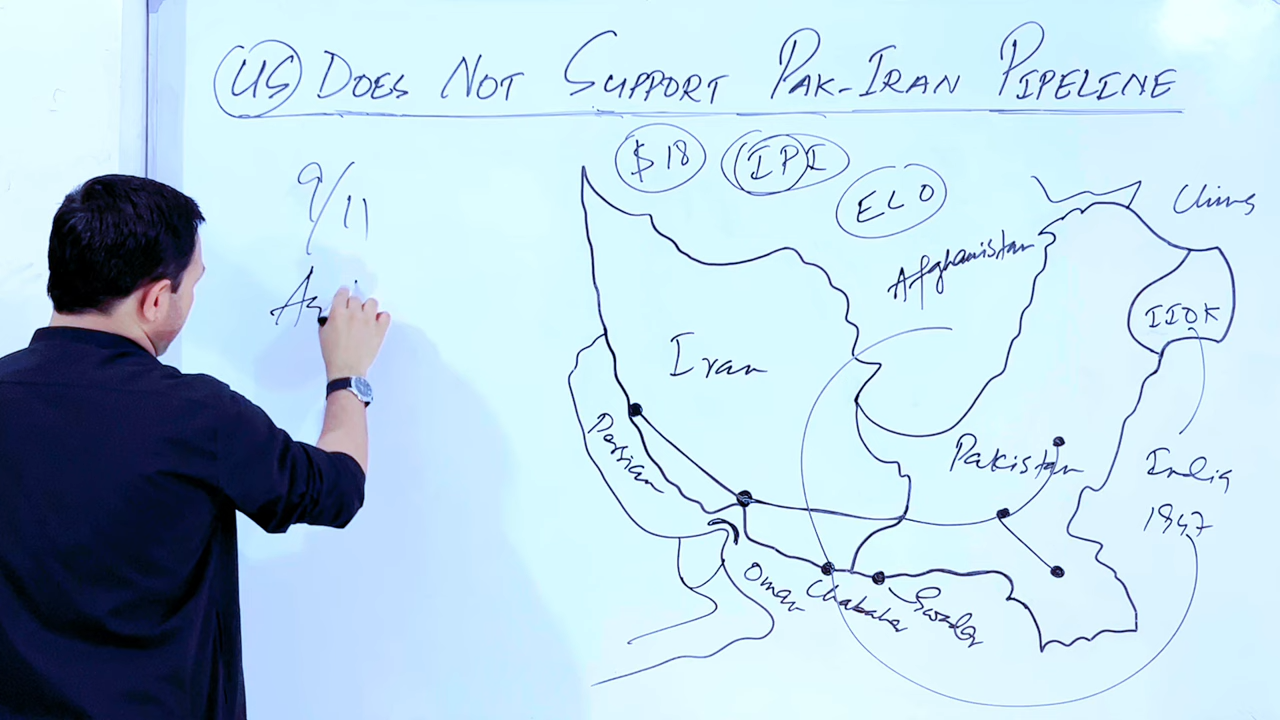 US DOES NOT SUPPORT PAK-IRAN PIPELINE
$18
IPI
ELO
9/11
China
Afghanistan
IIOK
Iran
Persian
Pakistan
India
1947
Oman
Chabahar
Gwadar